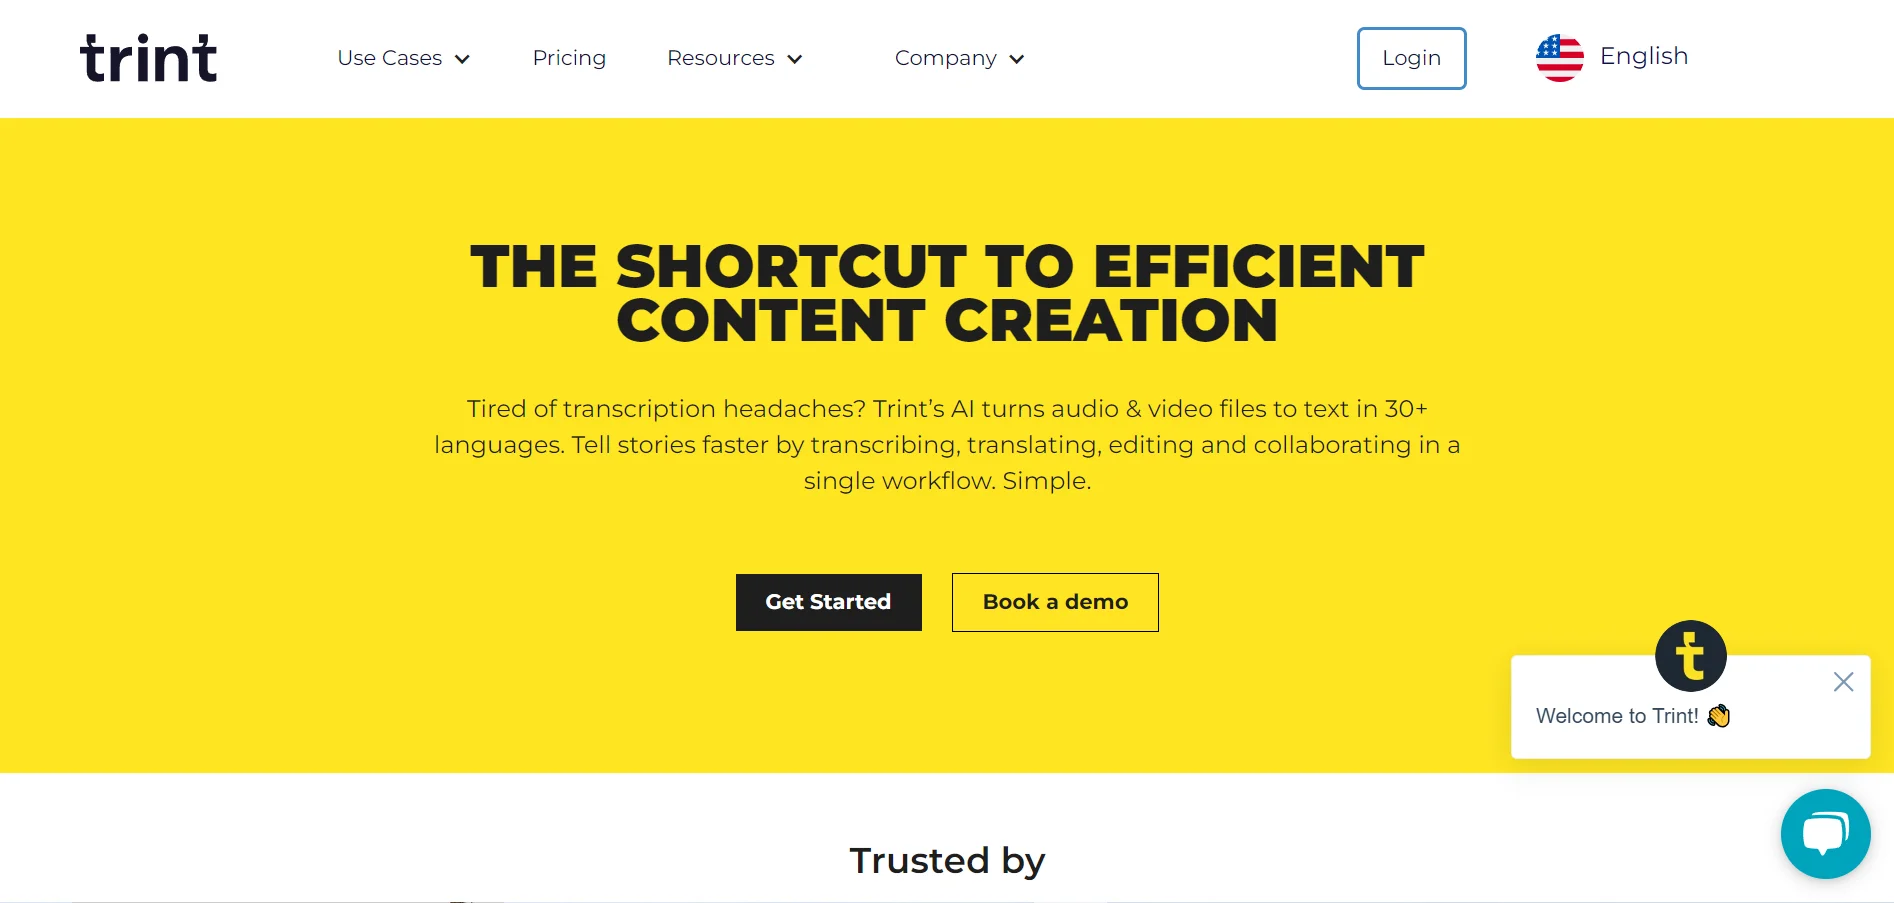 trint
Use Cases
Pricing
Resources
Company
Login
English
THE SHORTCUT TO EFFICIENT
CONTENT CREATION
Tired of transcription headaches? Trint’s AI turns audio & video files to text in 30+
languages. Tell stories faster by transcribing, translating, editing and collaborating in a
single workflow. Simple.
Get Started
Book a demo
t
Welcome to Trint! 👋
Trusted by